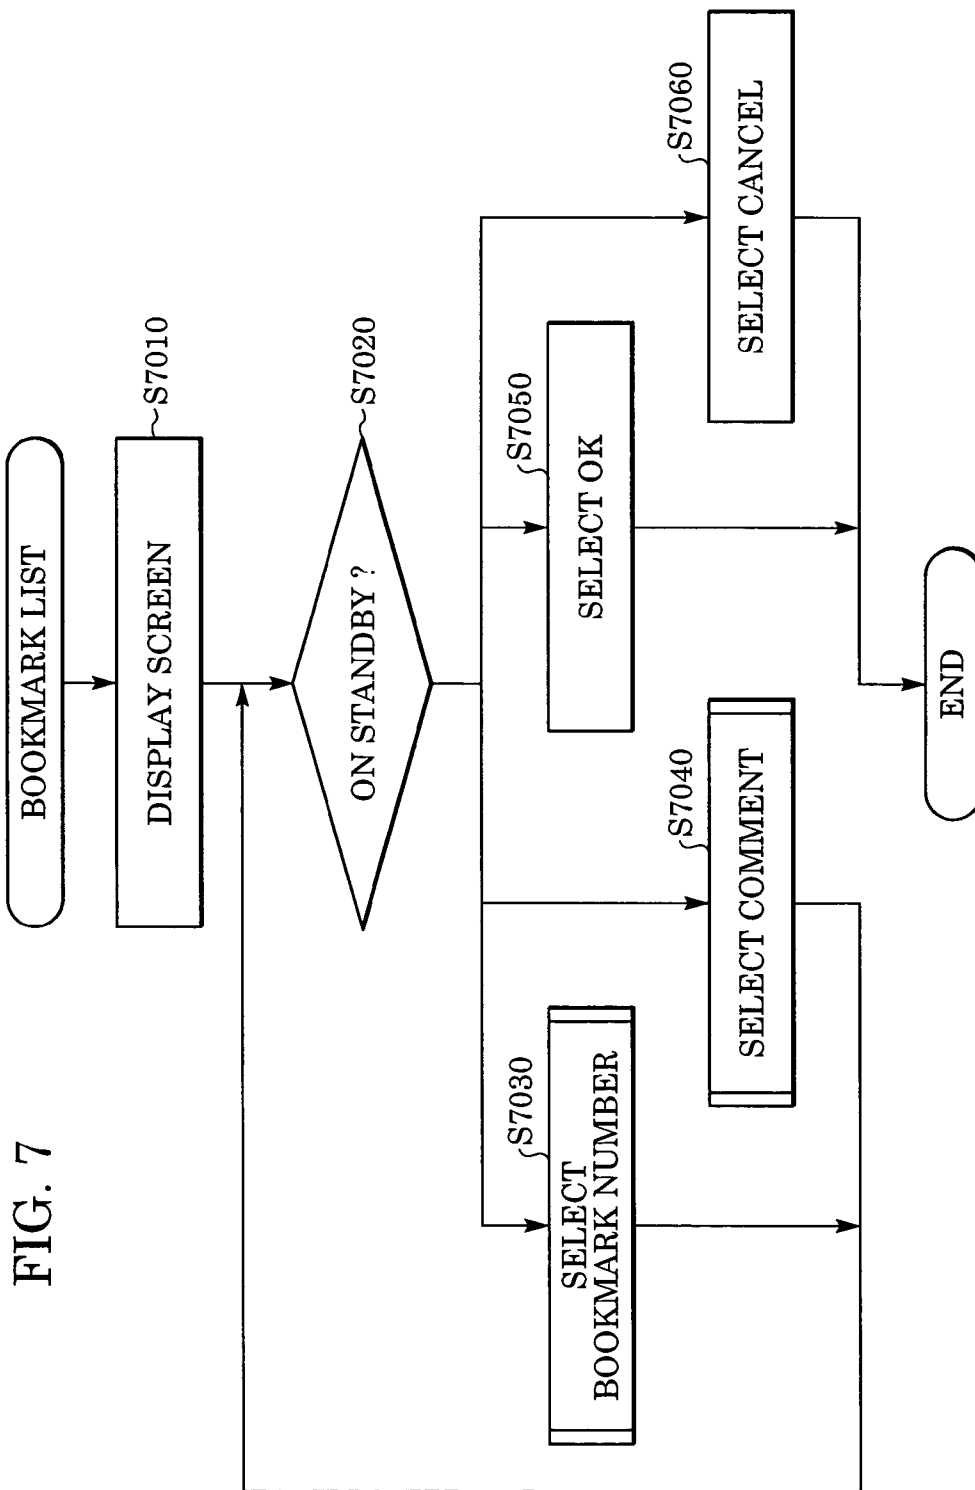 FIG. 7
BOOKMARK LIST
S7010
DISPLAY SCREEN
S7020
ON STANDBY ?
S7030
SELECT
BOOKMARK NUMBER
S7040
SELECT COMMENT
S7050
SELECT OK
S7060
SELECT CANCEL
END